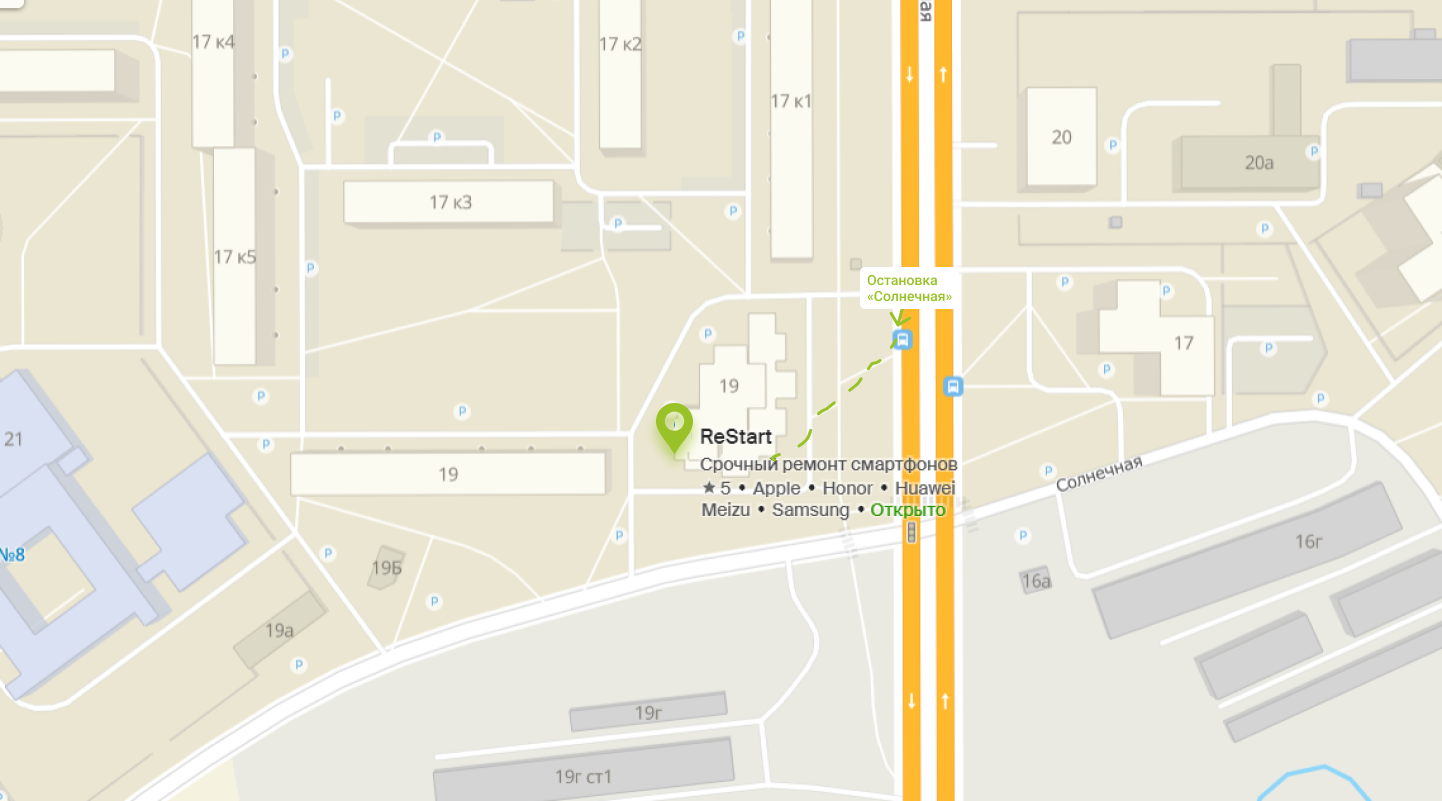 ая
17 к4
17 к2
17 к1
P
P
P
P
20
P
20а
P
17 к3
P
P
P
17 к5
P
Остановка
«Солнечная»
P
P
P
17
P
19
P
P
P
21
P
P
ReStart
19
Срочный ремонт смартфонов
★ 5 • Apple • Honor • Huawei
Meizu • Samsung • Открыто
P
Солнечная
P
P
16г
№8
P
19Б
16а
P
19а
P
19г
19г ст1